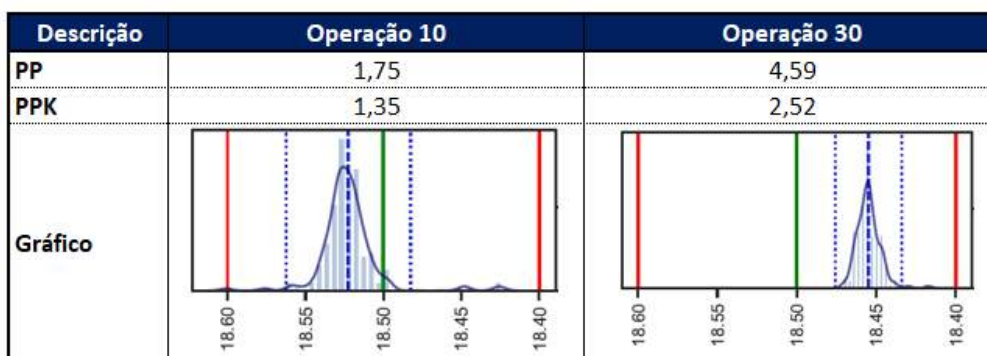 Descrição Operação 10 Operação 30
PP 1,75 4,59
PPK 1,35 2,52
Gráfico
18.60 18.55 18.50 18.45 18.40
18.60 18.55 18.50 18.45 18.40